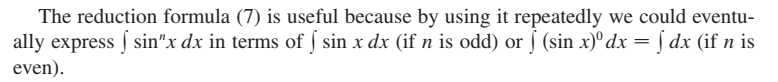 The reduction formula (7) is useful because by using it repeatedly we could eventu-
ally express ∫ sinⁿx dx in terms of ∫ sin x dx (if n is odd) or ∫ (sin x)⁰ dx = ∫ dx (if n is
even).